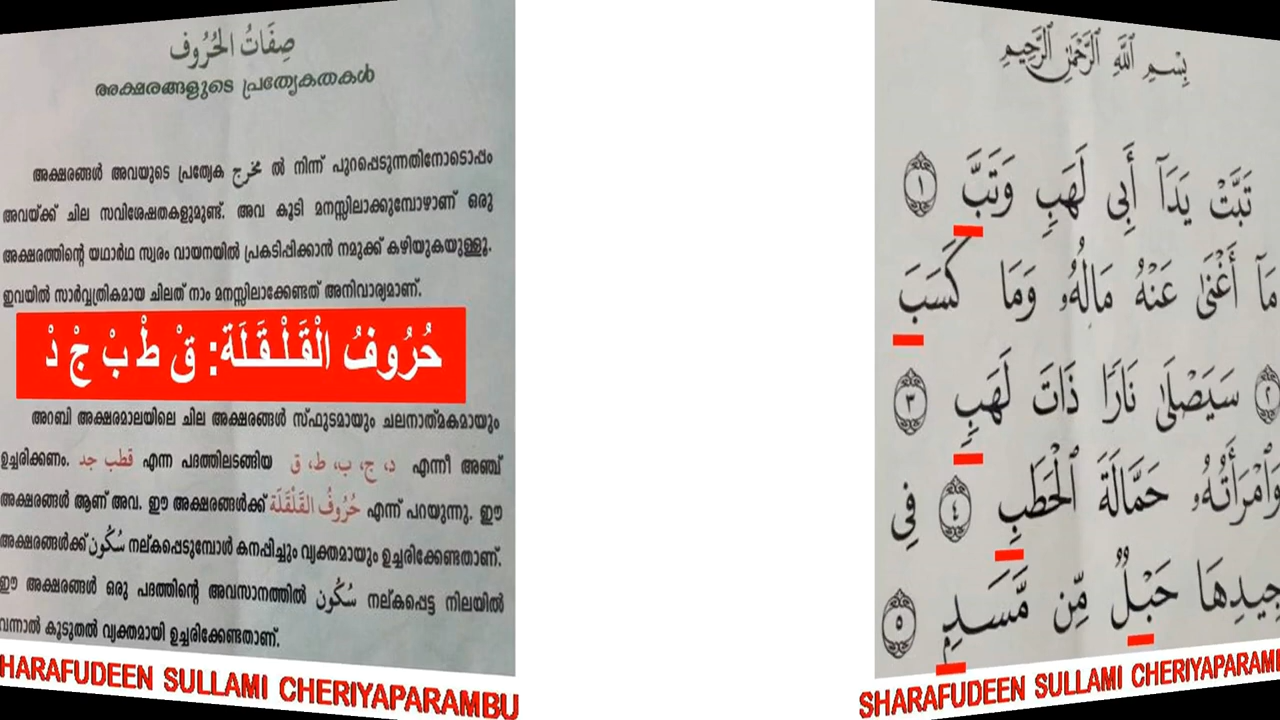 صِفَاتُ الحُرُوف
അക്ഷരങ്ങളുടെ പ്രത്യേകതകൾ
അക്ഷരങ്ങൾ അവയുടെ പ്രത്യേക مخرج ൽ നിന്ന് പുറപ്പെടുന്നതിനോടൊപ്പം
അവയ്ക്ക് ചില സവിശേഷതകളുമുണ്ട്. അവ കൂടി മനസ്സിലാക്കുമ്പോഴാണ് ഒരു
അക്ഷരത്തിന്റെ യഥാർഥ സ്വരം വായനയിൽ പ്രകടിപ്പിക്കാൻ നമുക്ക് കഴിയുകയുള്ളൂ.
ഇവയിൽ സാർവ്വത്രികമായ ചിലത് നാം മനസ്സിലാക്കേണ്ടത് അനിവാര്യമാണ്.
حُرُوفُ الْقَلْقَلَة: قْ طْ بْ جْ دْ
അറബി അക്ഷരമാലയിലെ ചില അക്ഷരങ്ങൾ സ്ഫുടമായും ചലനാത്മകമായും
ഉച്ചരിക്കണം. قطب جد എന്ന പദത്തിലടങ്ങിയ د، ج، ب، ط، ق എന്നീ അഞ്ച്
അക്ഷരങ്ങൾ ആണ് അവ. ഈ അക്ഷരങ്ങൾക്ക് حُرُوفُ القَلْقَلَة എന്ന് പറയുന്നു. ഈ
അക്ഷരങ്ങൾക്ക് سُكُون നല്കപ്പെടുമ്പോൾ കനപ്പിച്ചും വ്യക്തമായും ഉച്ചരിക്കേണ്ടതാണ്.
ഈ അക്ഷരങ്ങൾ ഒരു പദത്തിന്റെ അവസാനത്തിൽ سُكُون നല്കപ്പെട്ട നിലയിൽ
വന്നാൽ കൂടുതൽ വ്യക്തമായി ഉച്ചരിക്കേണ്ടതാണ്.
HARAFUDEEN SULLAMI CHERIYAPARAMBU
بِسْمِ اللَّهِ الرَّحْمَٰنِ الرَّحِيمِ
تَبَّتْ يَدَآ أَبِى لَهَبٍ وَتَبَّ ١
مَآ أَغْنَىٰ عَنْهُ مَالُهُۥ وَمَا كَسَبَ
٢ سَيَصْلَىٰ نَارًا ذَاتَ لَهَبٍ ٣
وَٱمْرَأَتُهُۥ حَمَّالَةَ ٱلْحَطَبِ ٤ فِى
جِيدِهَا حَبْلٌ مِّن مَّسَدٍ ٥
SHARAFUDEEN SULLAMI CHERIYAPARAM